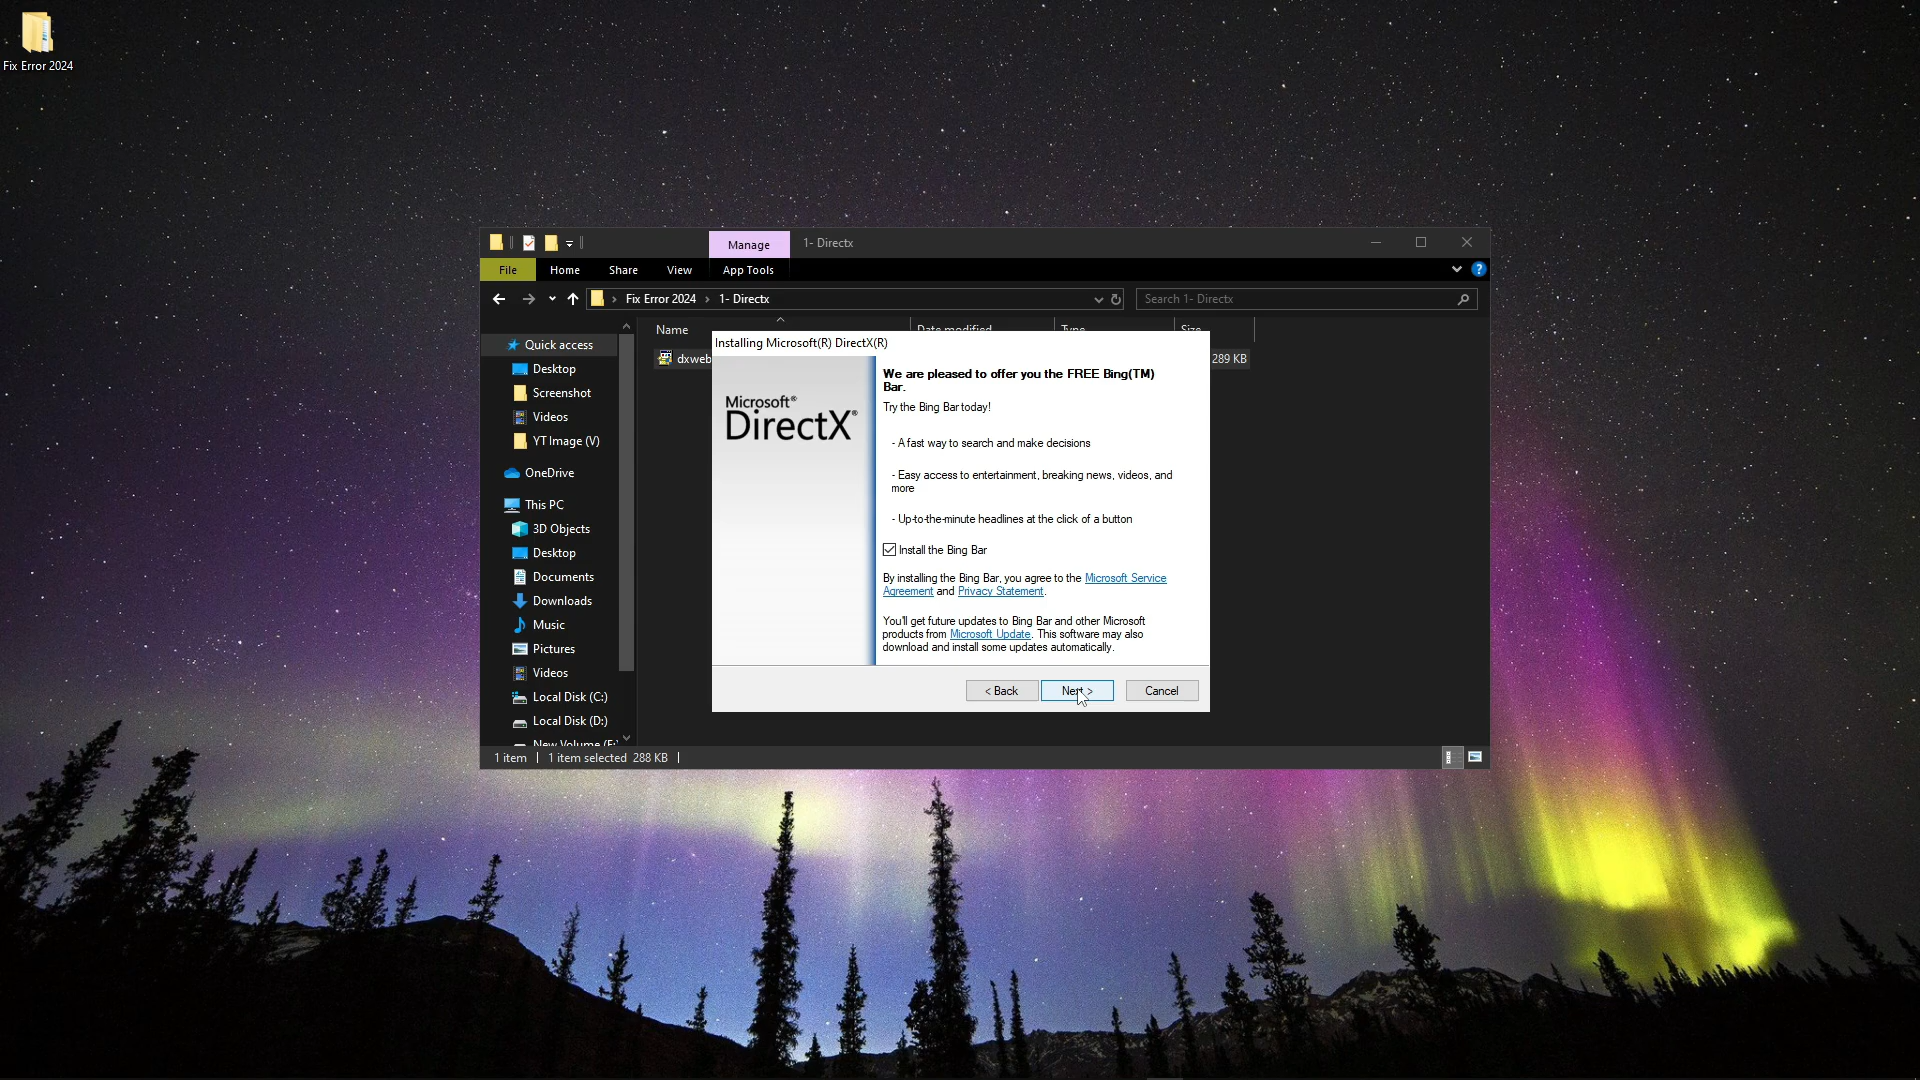 Fix Error 2024
Manage
1- Directx
File
Home
Share
View
App Tools
Fix Error 2024 › 1- Directx
Search 1- Directx
Name
Date modified
Type
Size
Quick access
Desktop
Screenshot
Videos
YT Image (V)
OneDrive
This PC
3D Objects
Desktop
Documents
Downloads
Music
Pictures
Videos
Local Disk (C:)
Local Disk (D:)
New Volume (E:)
dxweb
289 KB
Installing Microsoft(R) DirectX(R)
Microsoft®
DirectX®
We are pleased to offer you the FREE Bing(TM)
Bar.
Try the Bing Bar today!
- A fast way to search and make decisions
- Easy access to entertainment, breaking news, videos, and
more
- Up-to-the-minute headlines at the click of a button
Install the Bing Bar
By installing the Bing Bar, you agree to the Microsoft Service
Agreement and Privacy Statement.
You'll get future updates to Bing Bar and other Microsoft
products from Microsoft Update. This software may also
download and install some updates automatically.
< Back
Next >
Cancel
1 item
1 item selected 288 KB